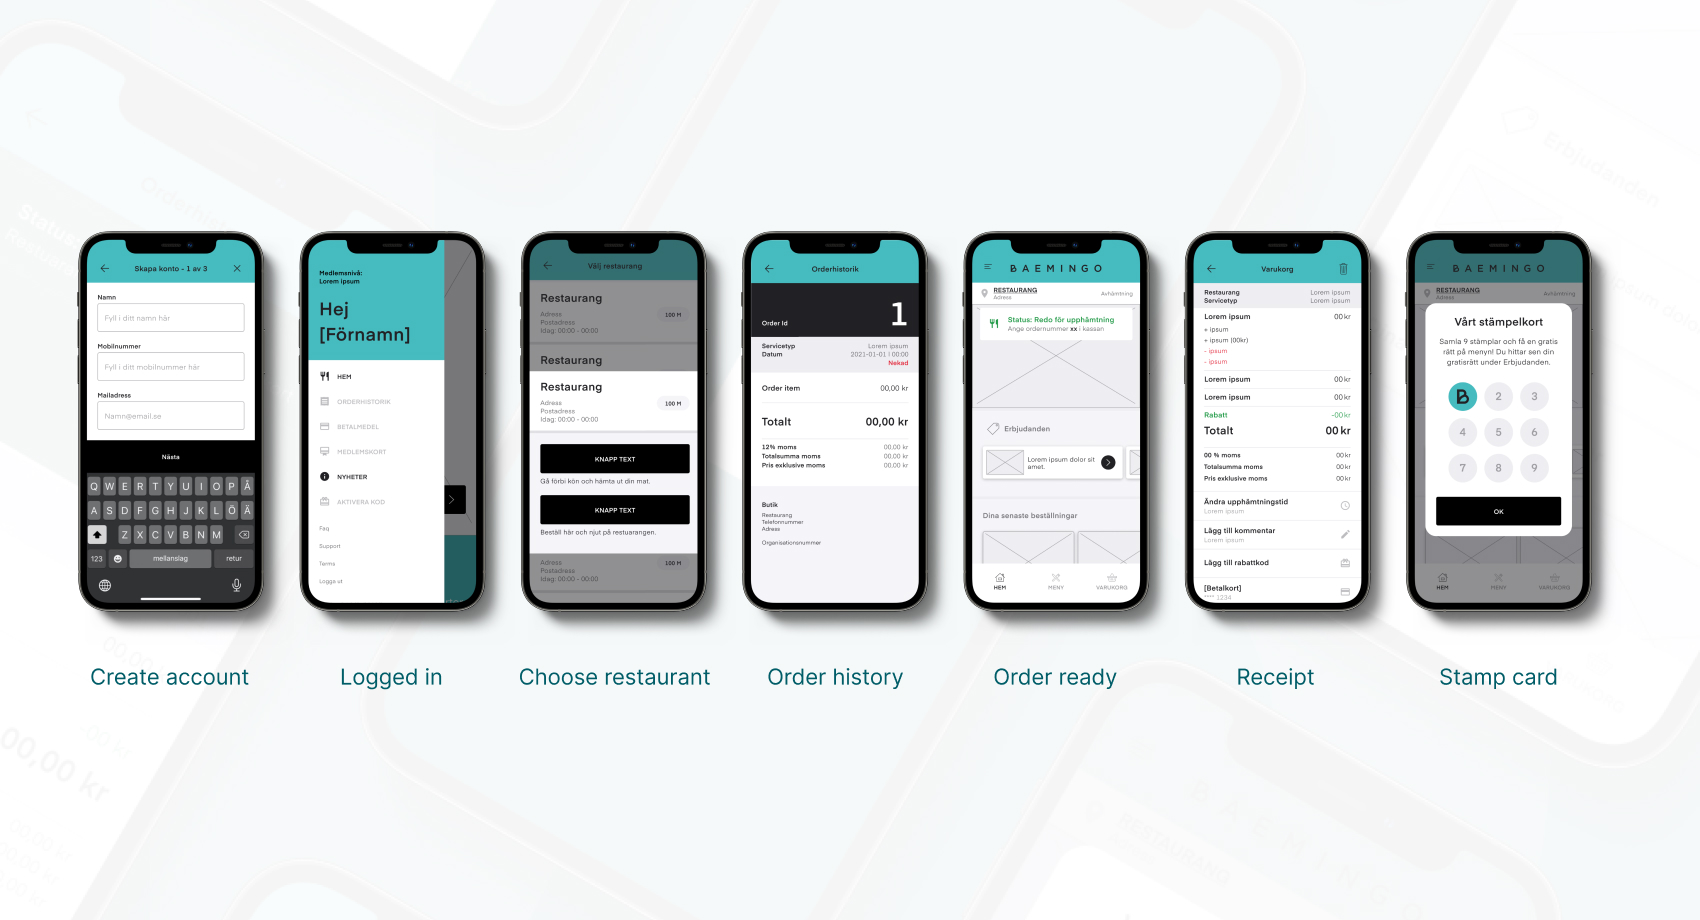 Skapa konto - 1 av 3
Namn
Fyll i ditt namn här
Mobilnummer
Fyll i ditt mobilnummer här
Mailadress
Namn@email.se
Nästa
Q W E R T Y U I O P Å
A S D F G H J K L Ö Ä
Z X C V B N M
123
mellanslag
retur
Create account
Medlemsnivå:
Lorem ipsum
Hej
[Förnamn]
HEM
ORDERHISTORIK
BETALMEDEL
MEDLEMSKORT
NYHETER
AKTIVERA KOD
Faq
Support
Terms
Logga ut
Logged in
Välj restaurang
Restaurang
Adress
100 M
Postadress
Idag: 00:00 - 00:00
Restaurang
Restaurang
Adress
100 M
Postadress
Idag: 00:00 - 00:00
KNAPP TEXT
Gå förbi kön och hämta ut din mat.
KNAPP TEXT
Beställ här och njut på restuarangen.
Adress
100 M
Postadress
Idag: 00:00 - 00:00
Choose restaurant
Orderhistorik
Order Id
1
Servicetyp Lorem ipsum
Datum 2021-01-01 | 00:00
Nekad
Order item 00,00 kr
Totalt 00,00 kr
12% moms 00,00 kr
Totalsumma moms 00,00 kr
Pris exklusive moms 00,00 kr
Butik
Restaurang
Telefonnummer
Adress
Organisationsnummer
Order history
BAEMINGO
RESTAURANG
Adress
Avhämtning
Status: Redo för upphämtning
Ange ordernummer xx i kassan
Erbjudanden
Lorem ipsum dolor sit
amet.
Dina senaste beställningar
HEM MENY VARUKORG
Order ready
Varukorg
Restaurang Lorem ipsum
Servicetyp Lorem ipsum
Lorem ipsum 00 kr
+ ipsum
+ ipsum (00kr)
- ipsum
- ipsum
Lorem ipsum 00 kr
Lorem ipsum 00 kr
Rabatt -00kr
Totalt 00 kr
00 % moms 00 kr
Totalsumma moms 00 kr
Pris exklusive moms 00 kr
Ändra upphämtningstid
Lorem ipsum
Lägg till kommentar
Lorem ipsum
Lägg till rabattkod
[Betalkort]
**** 1234
Receipt
BAEMINGO
RESTAURANG
Adress
Avhämtning
Vårt stämpelkort
Samla 9 stämplar och få en gratis
rätt på menyn! Du hittar sen din
gratisrätt under Erbjudanden.
B 2 3
4 5 6
7 8 9
OK
HEM MENY VARUKORG
Stamp card